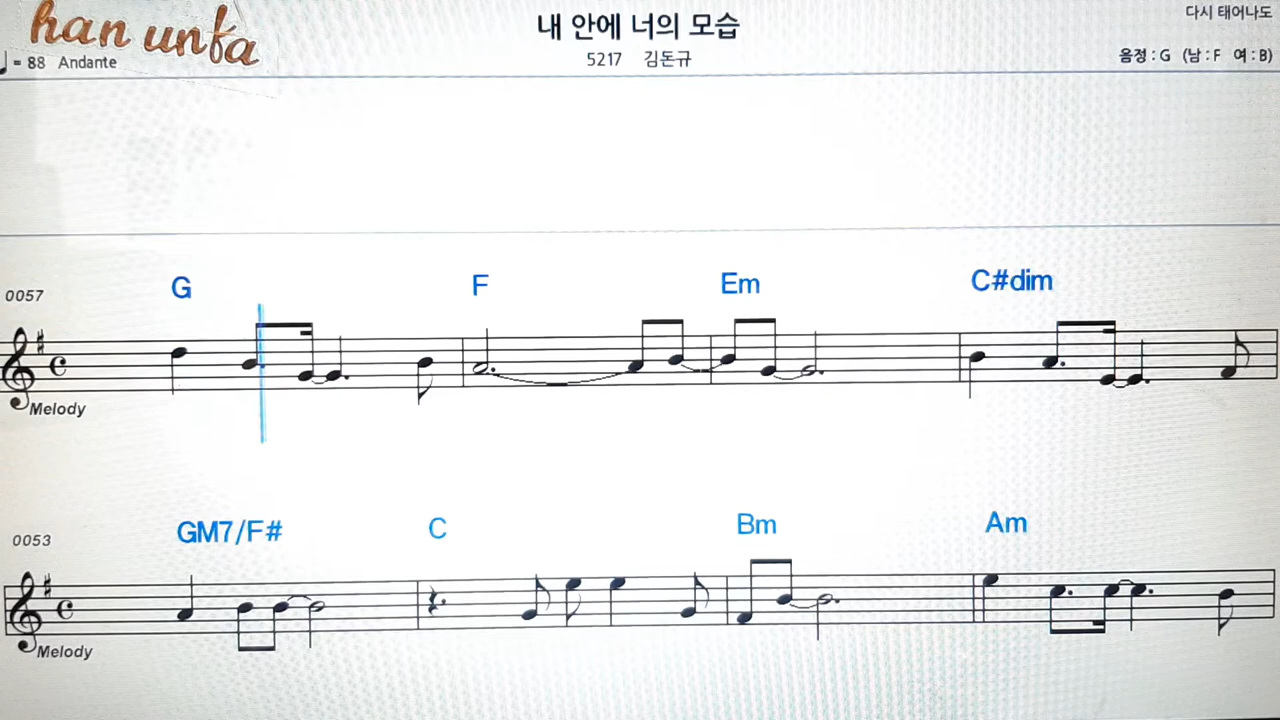 han unfa
내 안에 너의 모습
다시 태어나도
♩ = 88 Andante
5217 김돈규
음정 : G (남 : F 여 : B)
0057
G F Em C#dim
Melody
0053
GM7/F# C Bm Am
Melody